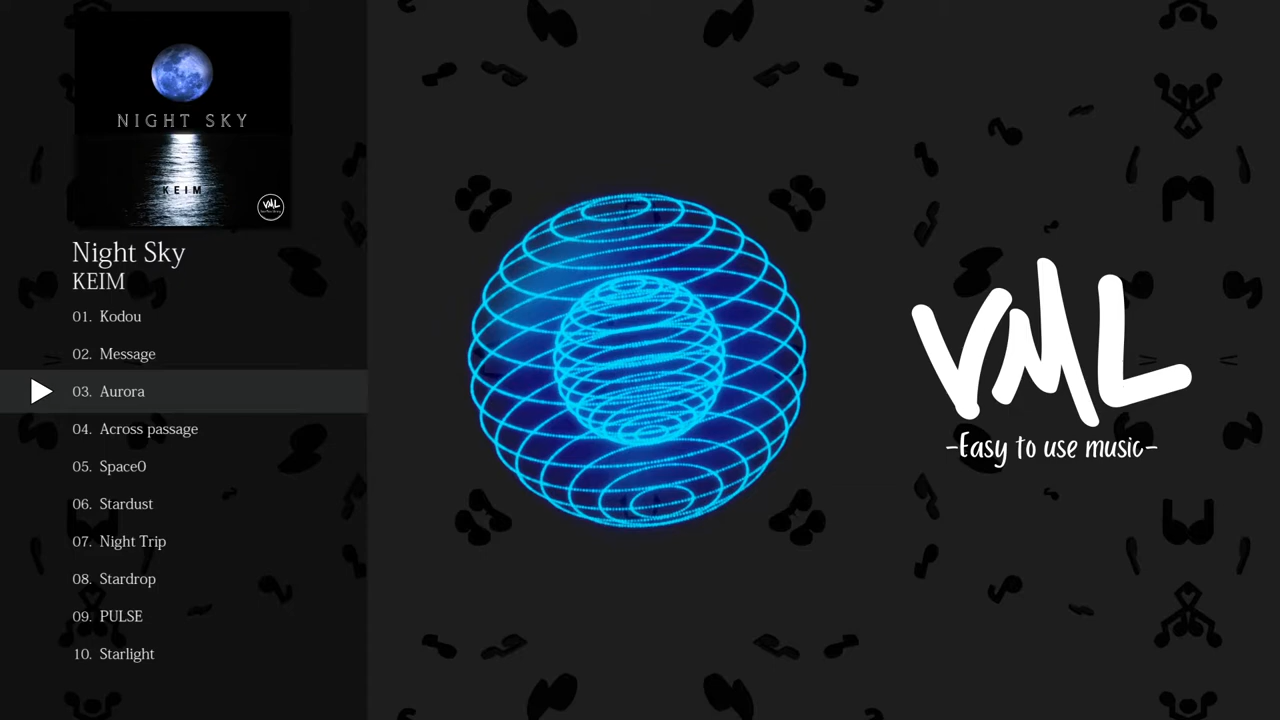 NIGHT SKY
KEIM
VML
Night Sky
KEIM
01. Kodou
02. Message
03. Aurora
04. Across passage
05. Space0
06. Stardust
07. Night Trip
08. Stardrop
09. PULSE
10. Starlight
VML
-Easy to use music-